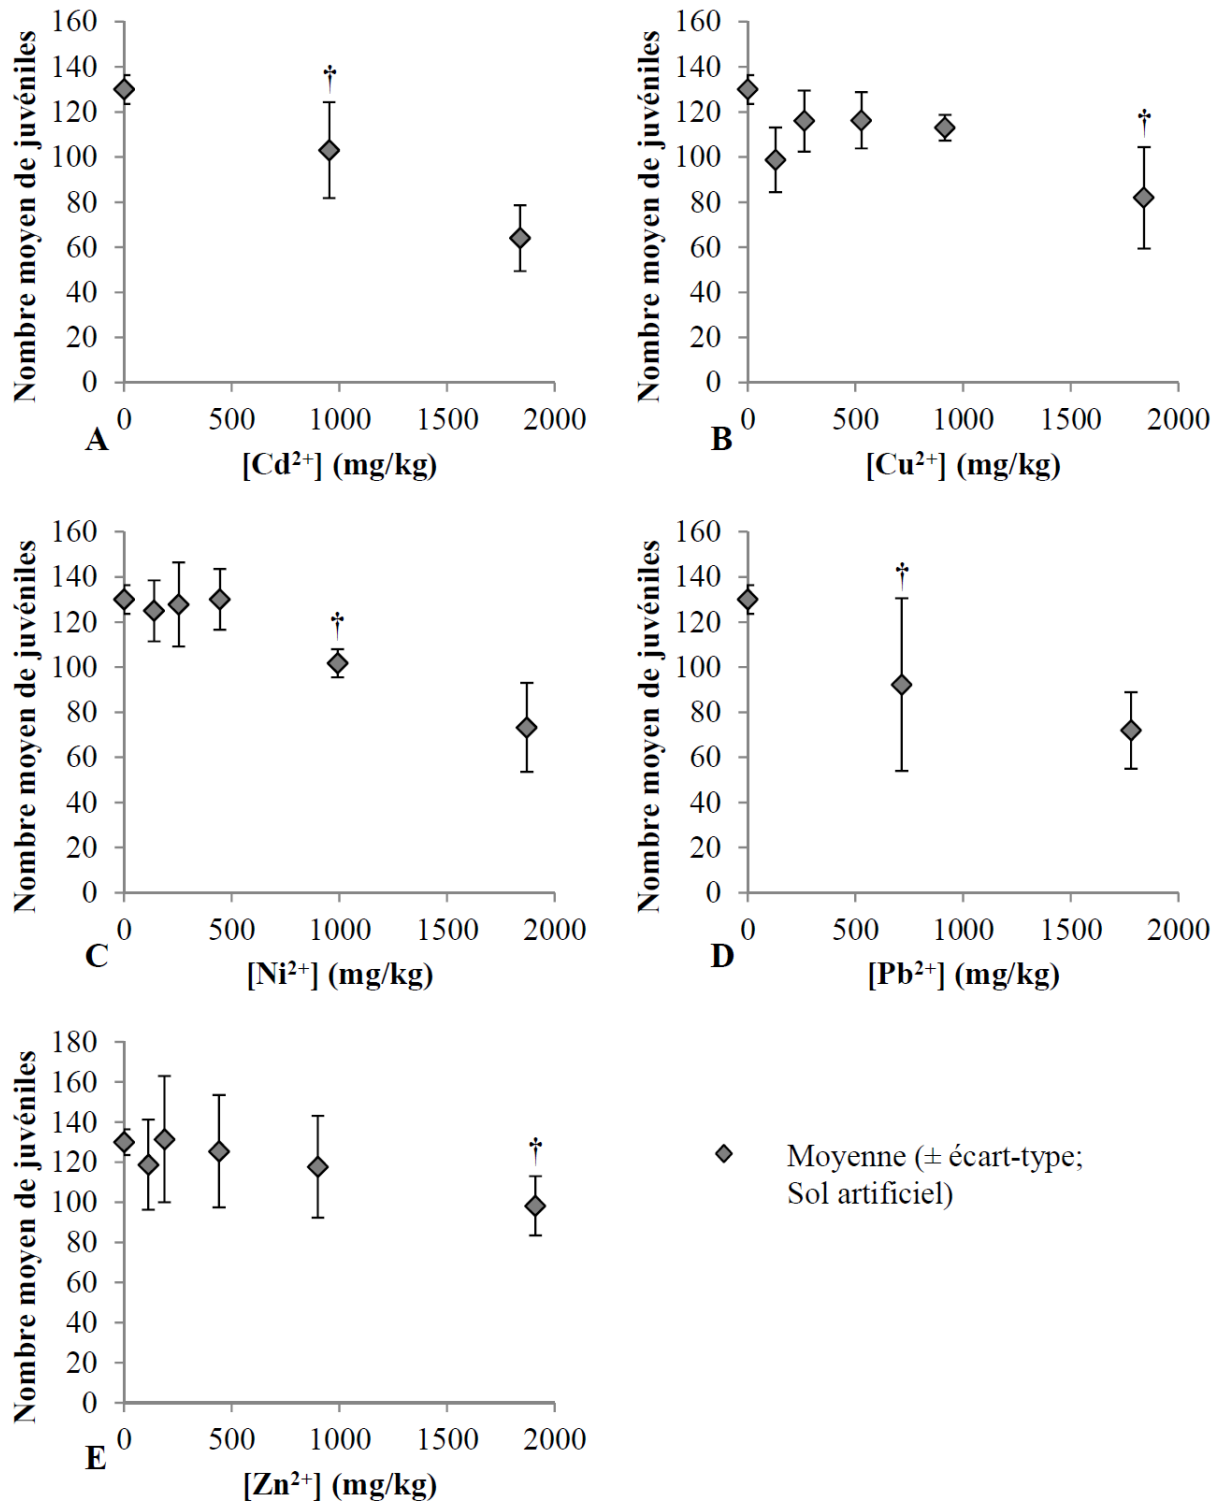 Nombre moyen de juvéniles
160
140
120
100
80
60
40
20
0
†
0 500 1000 1500 2000
A
[Cd²⁺] (mg/kg)
Nombre moyen de juvéniles
160
140
120
100
80
60
40
20
0
†
0 500 1000 1500 2000
B
[Cu²⁺] (mg/kg)
Nombre moyen de juvéniles
160
140
120
100
80
60
40
20
0
†
0 500 1000 1500 2000
C
[Ni²⁺] (mg/kg)
Nombre moyen de juvéniles
160
140
120
100
80
60
40
20
0
†
0 500 1000 1500 2000
D
[Pb²⁺] (mg/kg)
Nombre moyen de juvéniles
180
160
140
120
100
80
60
40
20
0
†
0 500 1000 1500 2000
E
[Zn²⁺] (mg/kg)
Moyenne (± écart-type;
Sol artificiel)